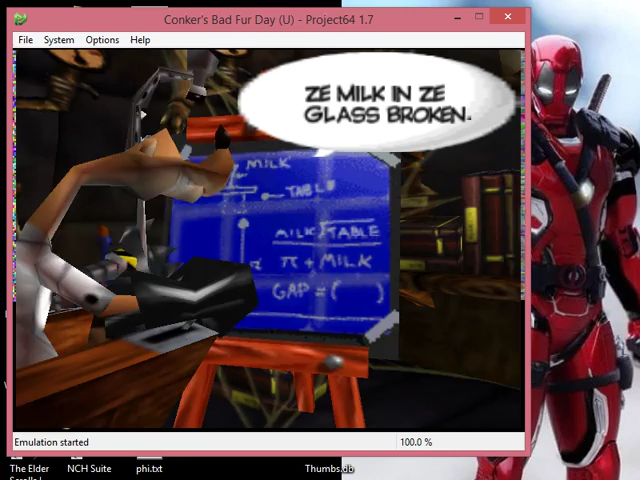 Conker's Bad Fur Day (U) - Project64 1.7
File System Options Help
ZE MILK IN ZE
GLASS BROKEN.
MILK
TABLE
MILK TABLE
π + MILK
GAP = ( )
Emulation started
100.0 %
The Elder
NCH Suite
phi.txt
Thumbs.db